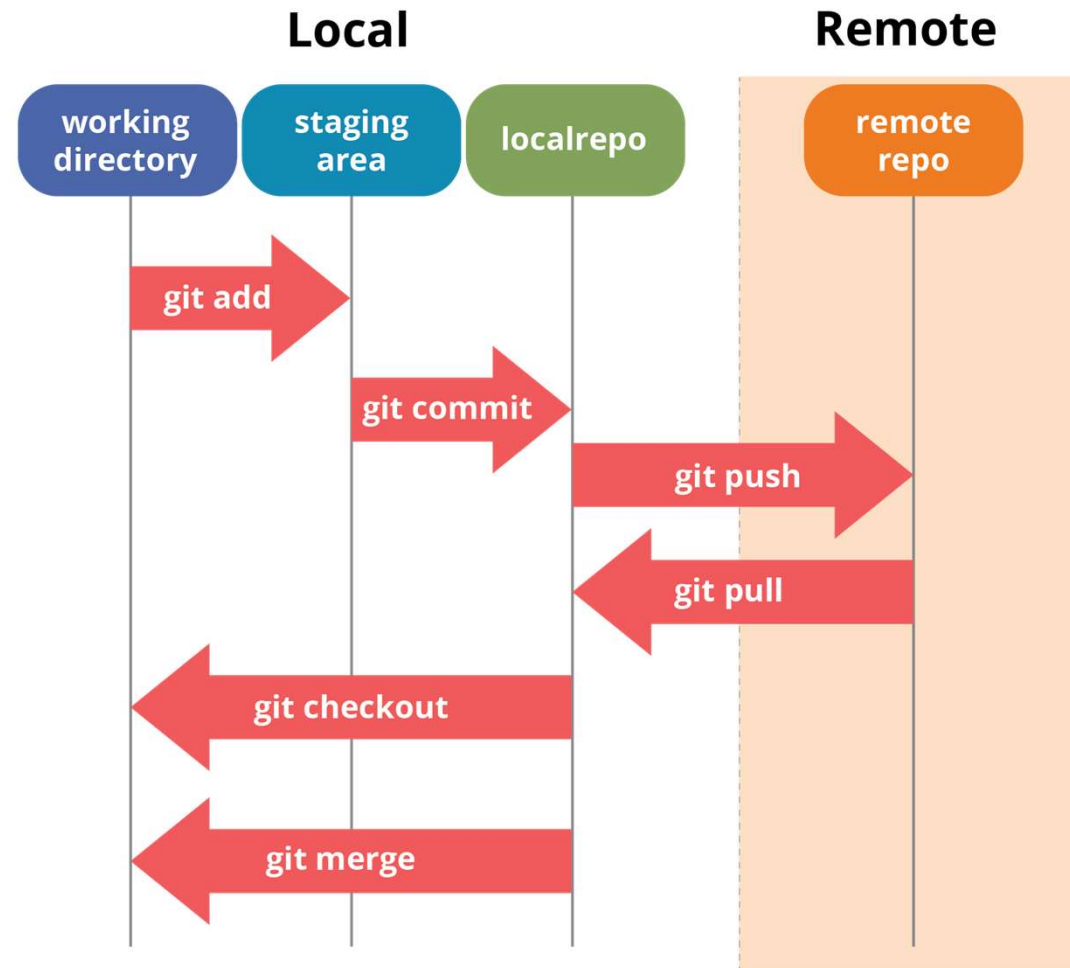 Local
Remote
working
directory
staging
area
localrepo
remote
repo
git add
git commit
git push
git pull
git checkout
git merge